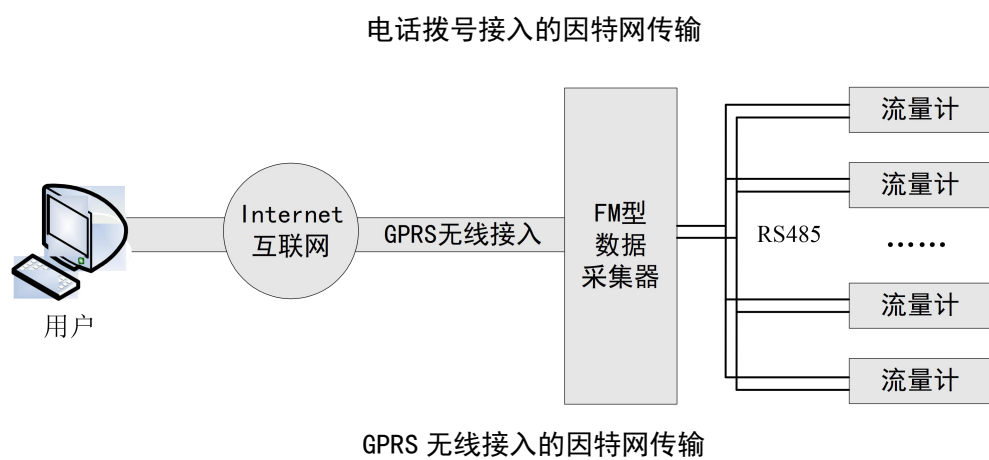 电话拨号接入的因特网传输
流量计
流量计
Internet
互联网
GPRS无线接入
FM型
数据
采集器
RS485
……
流量计
流量计
用户
GPRS 无线接入的因特网传输